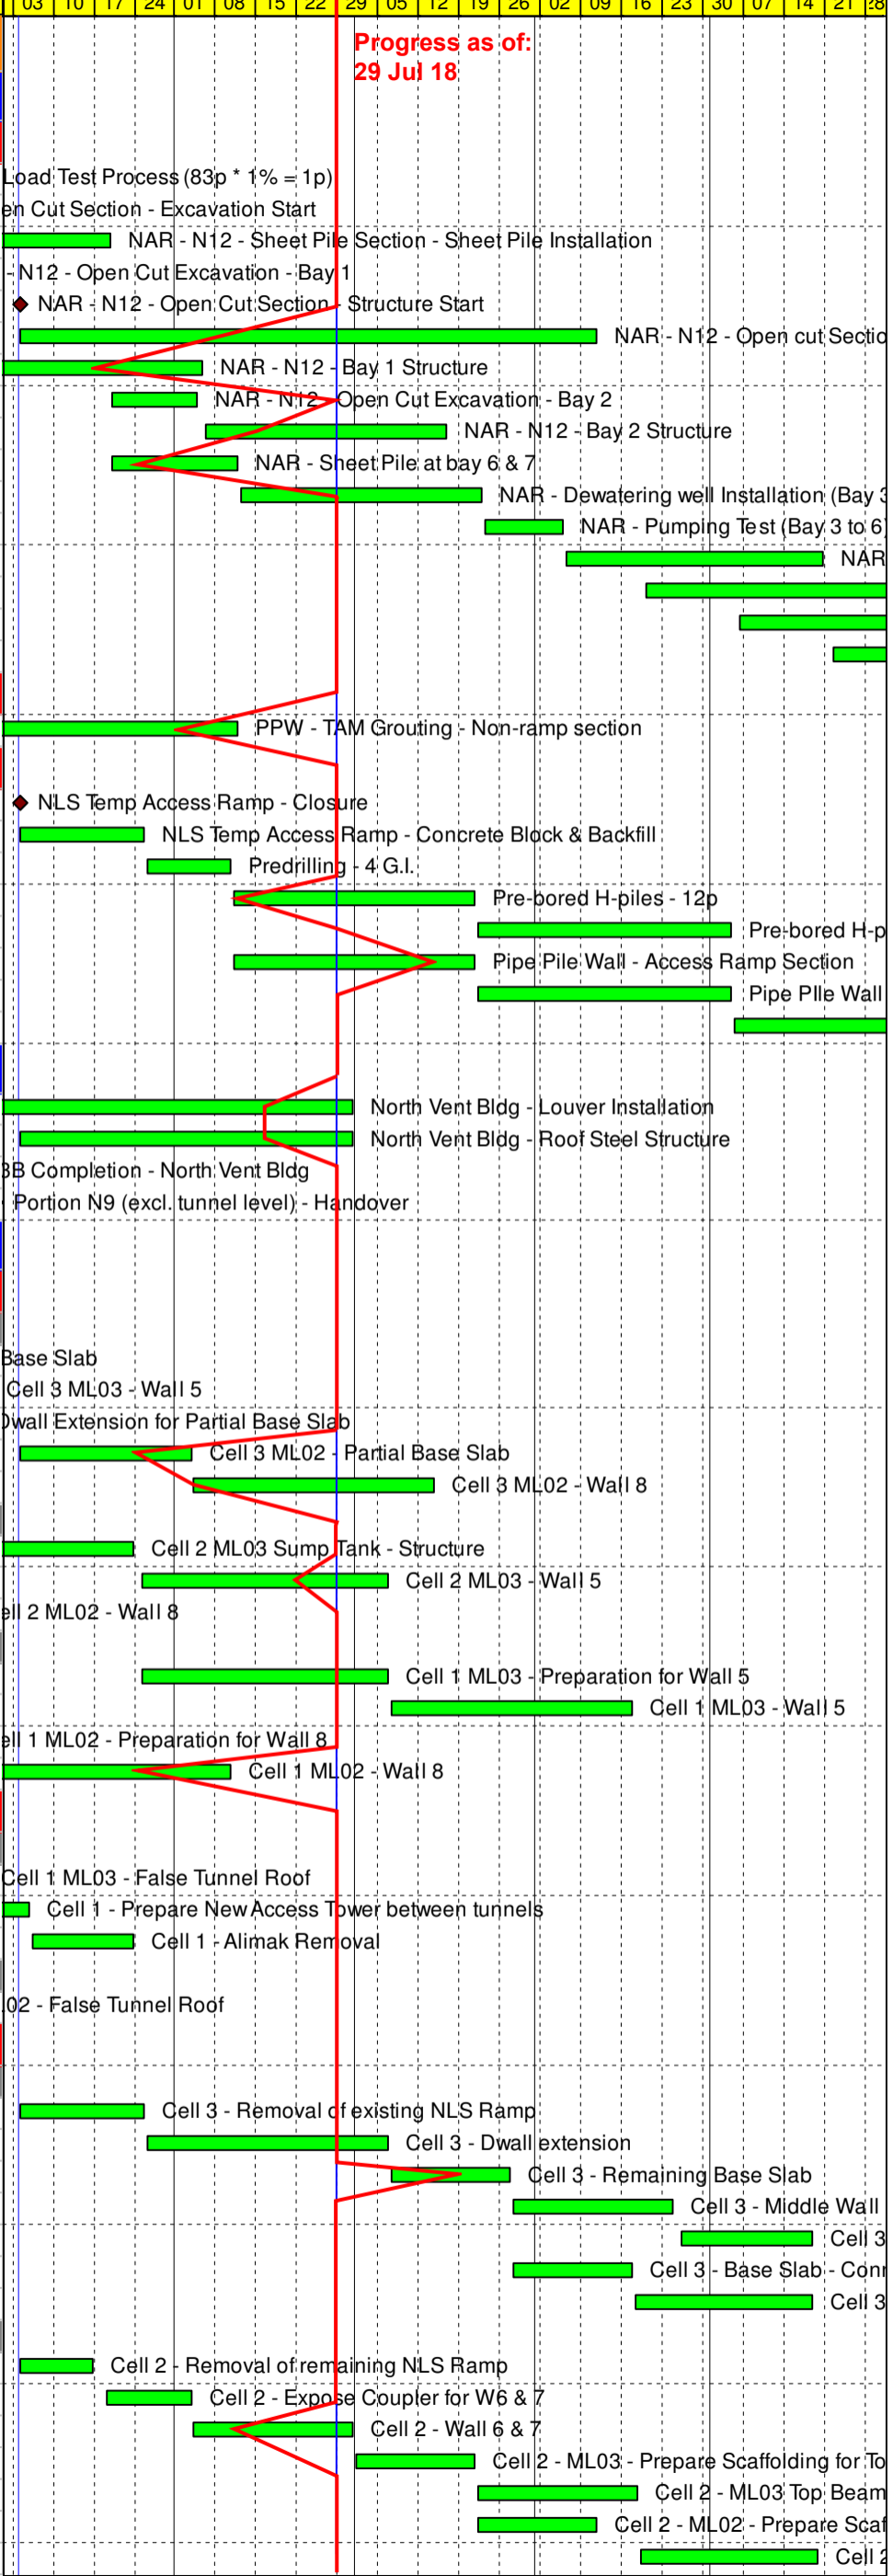 03 10 17 24 01 08 15 22 29 05 12 19 26 02 09 16 23 30 07 14 21 28
Progress as of:
29 Jul 18
Load Test Process (83p * 1% = 1p)
en Cut Section - Excavation Start
NAR - N12 - Sheet Pile Section - Sheet Pile Installation
- N12 - Open Cut Excavation - Bay 1
NAR - N12 - Open Cut Section - Structure Start
NAR - N12 - Open cut Sectio
NAR - N12 - Bay 1 Structure
NAR - N12 - Open Cut Excavation - Bay 2
NAR - N12 - Bay 2 Structure
NAR - Sheet Pile at bay 6 & 7
NAR - Dewatering well Installation (Bay 3
NAR - Pumping Test (Bay 3 to 6)
NAR
PPW - TAM Grouting - Non-ramp section
NLS Temp Access Ramp - Closure
NLS Temp Access Ramp - Concrete Block & Backfill
Predrilling - 4 G.I.
Pre-bored H-piles - 12p
Pre-bored H-p
Pipe Pile Wall - Access Ramp Section
Pipe PIle Wall
North Vent Bldg - Louver Installation
North Vent Bldg - Roof Steel Structure
3B Completion - North Vent Bldg
Portion N9 (excl. tunnel level) - Handover
Base Slab
Cell 3 ML03 - Wall 5
Dwall Extension for Partial Base Slab
Cell 3 ML02 - Partial Base Slab
Cell 3 ML02 - Wall 8
Cell 2 ML03 Sump Tank - Structure
Cell 2 ML03 - Wall 5
ell 2 ML02 - Wall 8
Cell 1 ML03 - Preparation for Wall 5
Cell 1 ML03 - Wall 5
ell 1 ML02 - Preparation for Wall 8
Cell 1 ML02 - Wall 8
Cell 1 ML03 - False Tunnel Roof
Cell 1 - Prepare New Access Tower between tunnels
Cell 1 - Alimak Removal
02 - False Tunnel Roof
Cell 3 - Removal of existing NLS Ramp
Cell 3 - Dwall extension
Cell 3 - Remaining Base Slab
Cell 3 - Middle Wall
Cell 3
Cell 3 - Base Slab - Conn
Cell 3
Cell 2 - Removal of remaining NLS Ramp
Cell 2 - Expose Coupler for W6 & 7
Cell 2 - Wall 6 & 7
Cell 2 - ML03 - Prepare Scaffolding for To
Cell 2 - ML03 Top Beam
Cell 2 - ML02 - Prepare Scaf
Cell 2